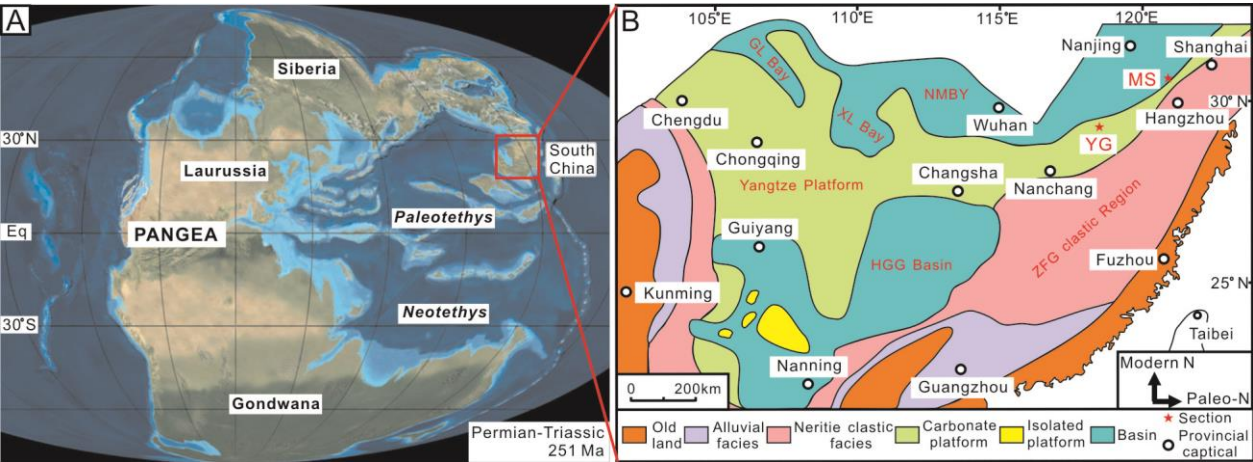 A
Siberia
30°N
Laurussia
South
China
Paleotethys
Eq
PANGEA
Neotethys
30°S
Gondwana
Permian-Triassic
251 Ma
B
105°E
110°E
115°E
120°E
Nanjing
Shanghai
GL Bay
MS
NMBY
30°N
Chengdu
XL Bay
Wuhan
Hangzhou
YG
Chongqing
Yangtze Platform
Changsha
Nanchang
Guiyang
ZFG clastic Region
HGG Basin
Fuzhou
25°N
Kunming
Taibei
Nanning
Guangzhou
0 200km
Modern N
Paleo-N
Old
land
Alluvial
facies
Neritie clastic
facies
Carbonate
platform
Isolated
platform
Basin
Section
Provincial
captical